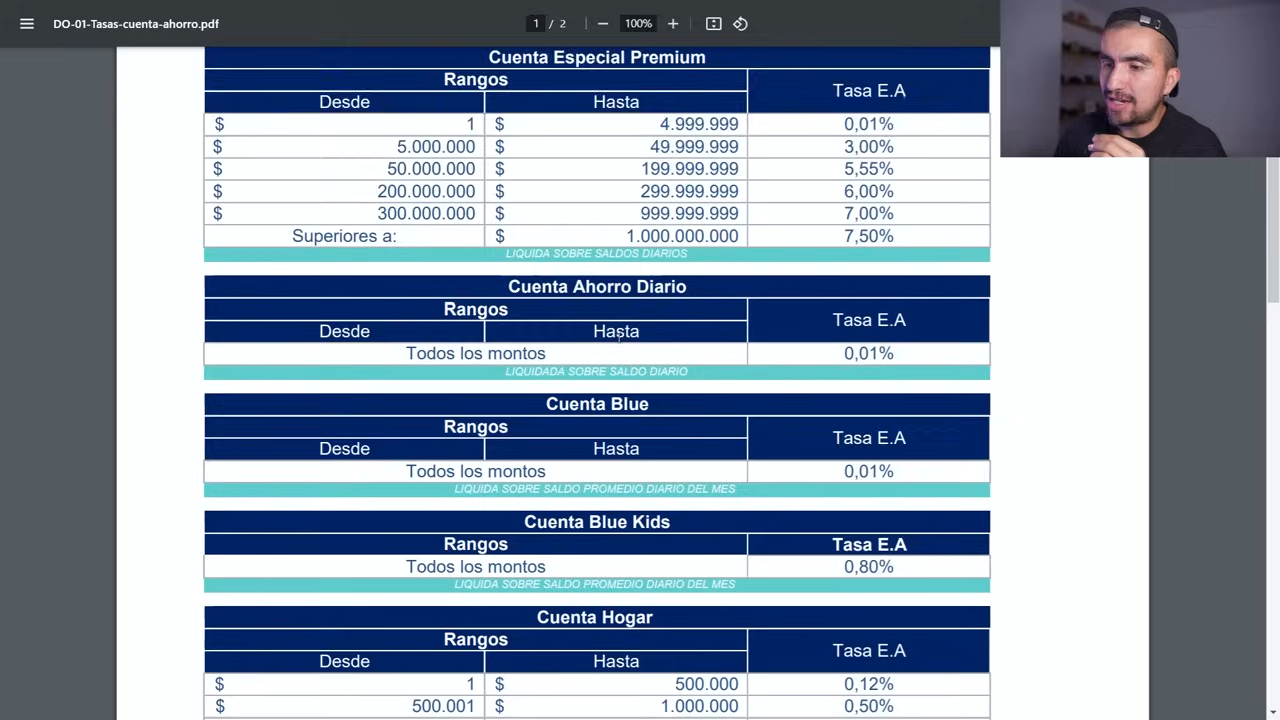 DO-01-Tasas-cuenta-ahorro.pdf
1 / 2
100%
Cuenta Especial Premium
Rangos
Tasa E.A
Desde Hasta
$ 1 $ 4.999.999 0,01%
$ 5.000.000 $ 49.999.999 3,00%
$ 50.000.000 $ 199.999.999 5,55%
$ 200.000.000 $ 299.999.999 6,00%
$ 300.000.000 $ 999.999.999 7,00%
Superiores a: $ 1.000.000.000 7,50%
LIQUIDA SOBRE SALDOS DIARIOS
Cuenta Ahorro Diario
Rangos
Tasa E.A
Desde Hasta
Todos los montos 0,01%
LIQUIDADA SOBRE SALDO DIARIO
Cuenta Blue
Rangos
Tasa E.A
Desde Hasta
Todos los montos 0,01%
LIQUIDA SOBRE SALDO PROMEDIO DIARIO DEL MES
Cuenta Blue Kids
Rangos Tasa E.A
Todos los montos 0,80%
LIQUIDA SOBRE SALDO PROMEDIO DIARIO DEL MES
Cuenta Hogar
Rangos
Tasa E.A
Desde Hasta
$ 1 $ 500.000 0,12%
$ 500.001 $ 1.000.000 0,50%